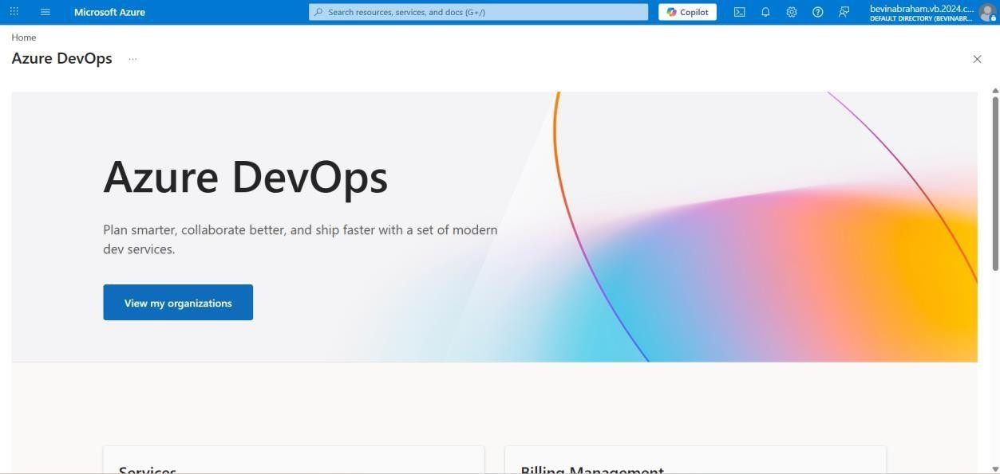 Microsoft Azure
Search resources, services, and docs (G+/)
Copilot
bevinabraham.vb.2024.c...
DEFAULT DIRECTORY (BEVINABR...
Home
Azure DevOps
...
Azure DevOps
Plan smarter, collaborate better, and ship faster with a set of modern
dev services.
View my organizations
Services
Billing Management